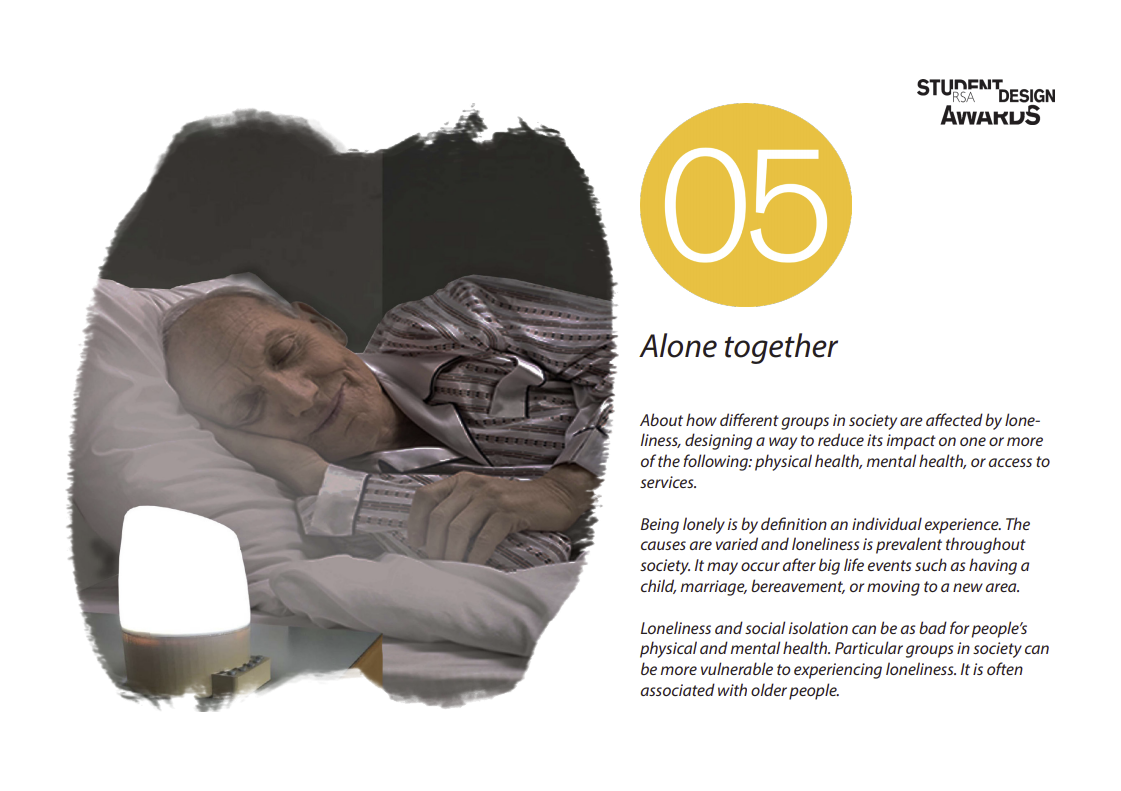 STUDENT
RSA DESIGN
AWARDS
05
Alone together
About how different groups in society are affected by lone-
liness, designing a way to reduce its impact on one or more
of the following: physical health, mental health, or access to
services.
Being lonely is by definition an individual experience. The
causes are varied and loneliness is prevalent throughout
society. It may occur after big life events such as having a
child, marriage, bereavement, or moving to a new area.
Loneliness and social isolation can be as bad for people’s
physical and mental health. Particular groups in society can
be more vulnerable to experiencing loneliness. It is often
associated with older people.